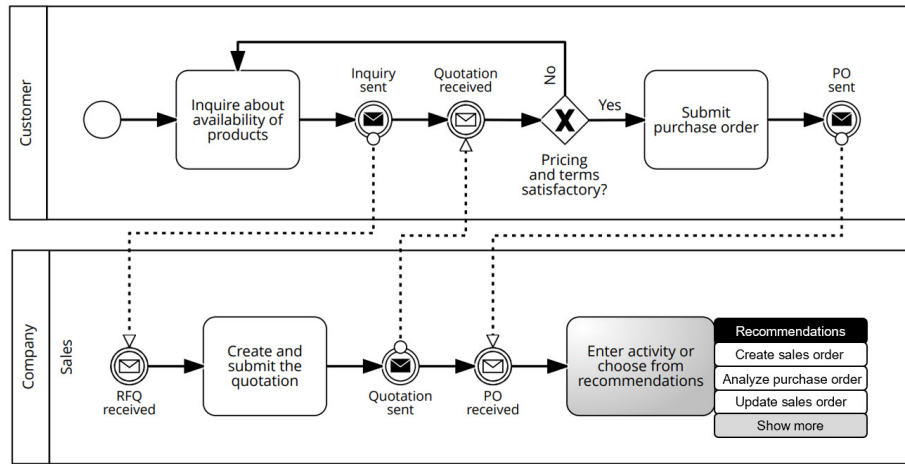 Customer
Inquire about
availability of
products
Inquiry
sent
Quotation
received
No
Yes
Pricing
and terms
satisfactory?
Submit
purchase order
PO
sent
Company
Sales
RFQ
received
Create and
submit the
quotation
Quotation
sent
PO
received
Enter activity or
choose from
recommendations
Recommendations
Create sales order
Analyze purchase order
Update sales order
Show more